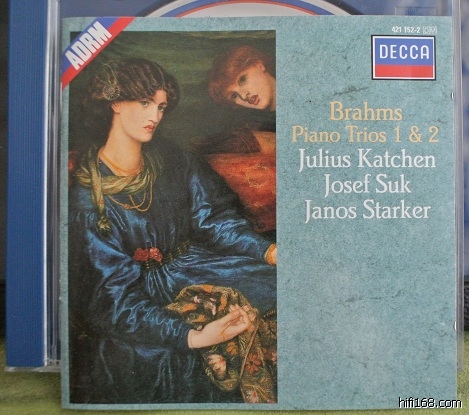 ADRM
421 152-2
DECCA
Brahms
Piano Trios 1 & 2
Julius Katchen
Josef Suk
Janos Starker
hifi168.com